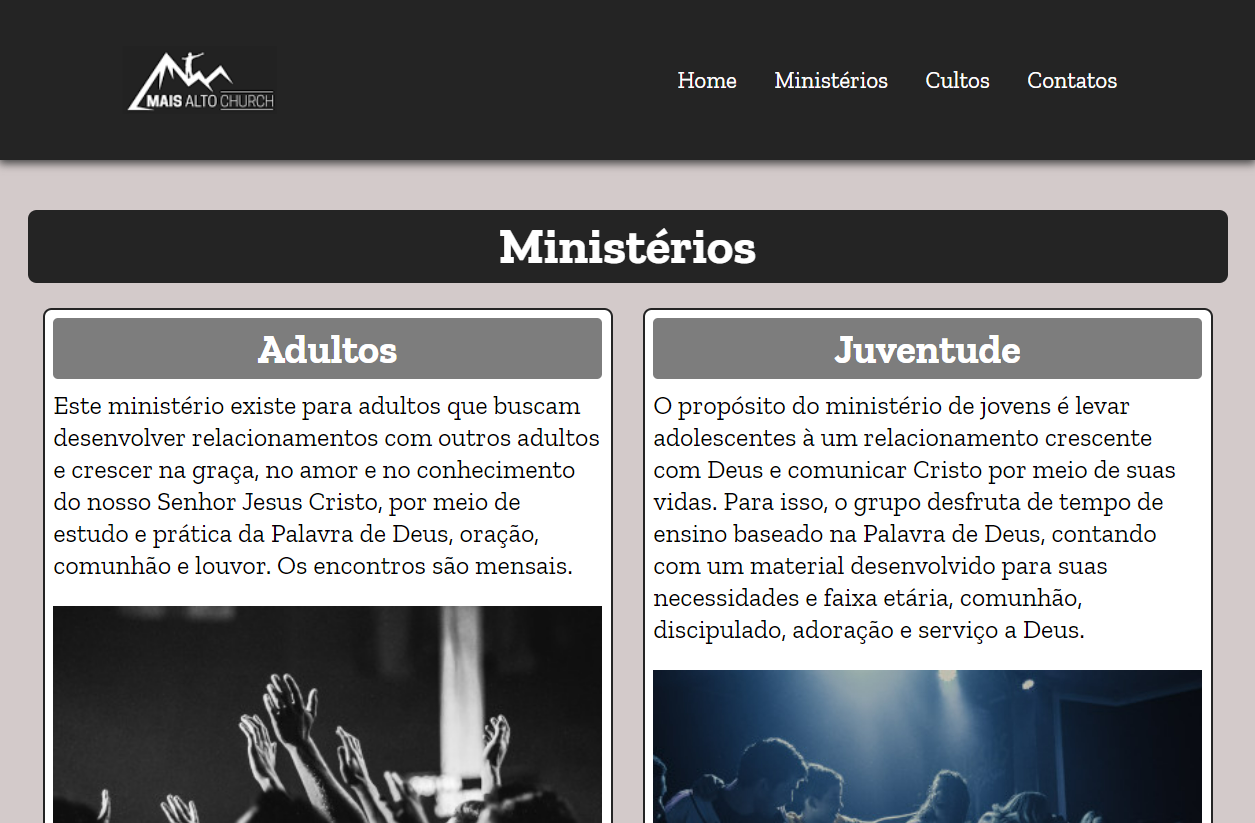 MAIS ALTO CHURCH
Home Ministérios Cultos Contatos
Ministérios
Adultos
Este ministério existe para adultos que buscam
desenvolver relacionamentos com outros adultos
e crescer na graça, no amor e no conhecimento
do nosso Senhor Jesus Cristo, por meio de
estudo e prática da Palavra de Deus, oração,
comunhão e louvor. Os encontros são mensais.
Juventude
O propósito do ministério de jovens é levar
adolescentes à um relacionamento crescente
com Deus e comunicar Cristo por meio de suas
vidas. Para isso, o grupo desfruta de tempo de
ensino baseado na Palavra de Deus, contando
com um material desenvolvido para suas
necessidades e faixa etária, comunhão,
discipulado, adoração e serviço a Deus.